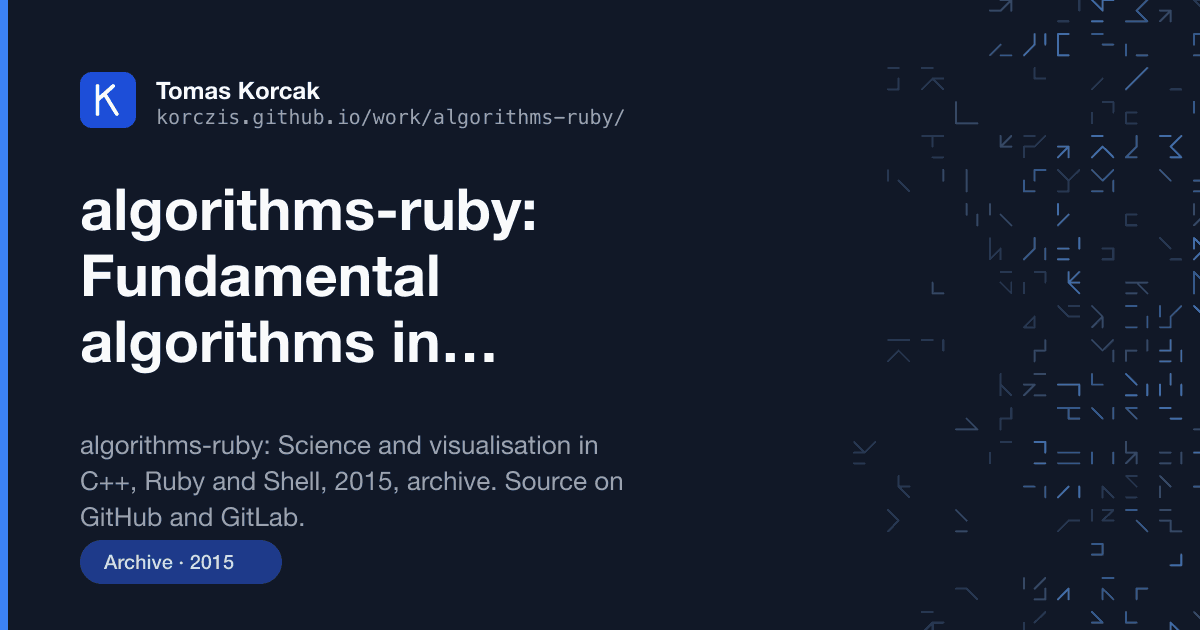 K
Tomas Korcak
korczis.github.io/work/algorithms-ruby/
algorithms-ruby:
Fundamental
algorithms in…
algorithms-ruby: Science and visualisation in
C++, Ruby and Shell, 2015, archive. Source on
GitHub and GitLab.
Archive · 2015